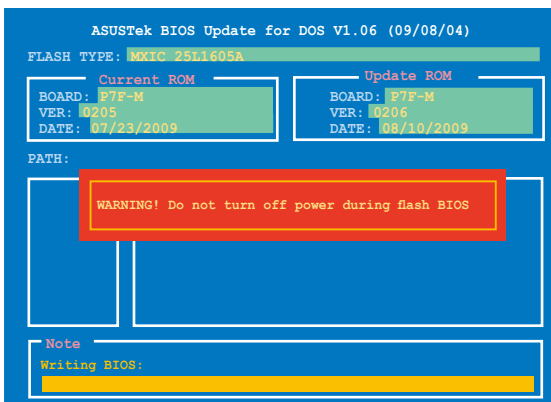 ASUSTek BIOS Update for DOS V1.06 (09/08/04)
FLASH TYPE: MXIC 25L1605A
Current ROM
BOARD: P7F-M
VER: 0205
DATE: 07/23/2009
Update ROM
BOARD: P7F-M
VER: 0206
DATE: 08/10/2009
PATH:
WARNING! Do not turn off power during flash BIOS
Note
Writing BIOS: